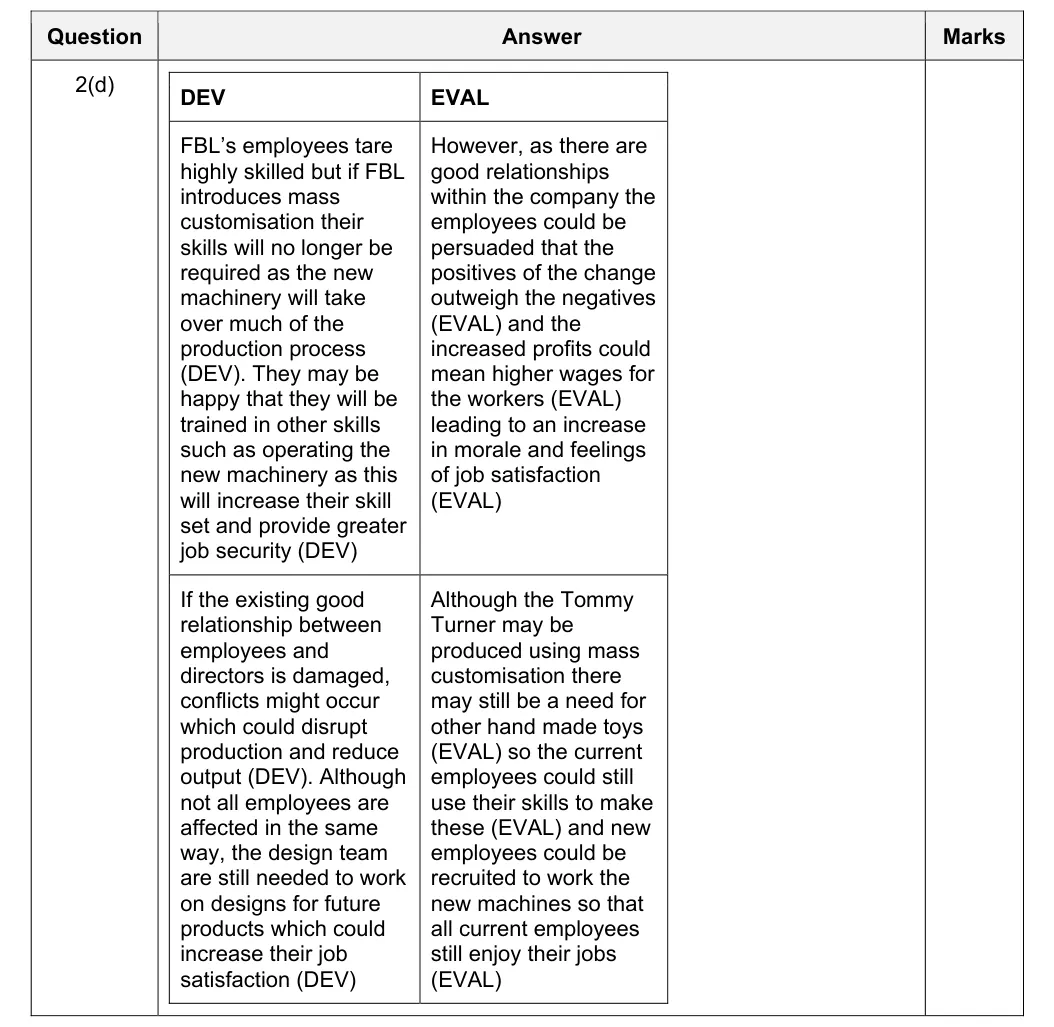 Question Answer Marks
2(d)
DEV
FBL’s employees tare
highly skilled but if FBL
introduces mass
customisation their
skills will no longer be
required as the new
machinery will take
over much of the
production process
(DEV). They may be
happy that they will be
trained in other skills
such as operating the
new machinery as this
will increase their skill
set and provide greater
job security (DEV)
EVAL
However, as there are
good relationships
within the company the
employees could be
persuaded that the
positives of the change
outweigh the negatives
(EVAL) and the
increased profits could
mean higher wages for
the workers (EVAL)
leading to an increase
in morale and feelings
of job satisfaction
(EVAL)
If the existing good
relationship between
employees and
directors is damaged,
conflicts might occur
which could disrupt
production and reduce
output (DEV). Although
not all employees are
affected in the same
way, the design team
are still needed to work
on designs for future
products which could
increase their job
satisfaction (DEV)
Although the Tommy
Turner may be
produced using mass
customisation there
may still be a need for
other hand made toys
(EVAL) so the current
employees could still
use their skills to make
these (EVAL) and new
employees could be
recruited to work the
new machines so that
all current employees
still enjoy their jobs
(EVAL)